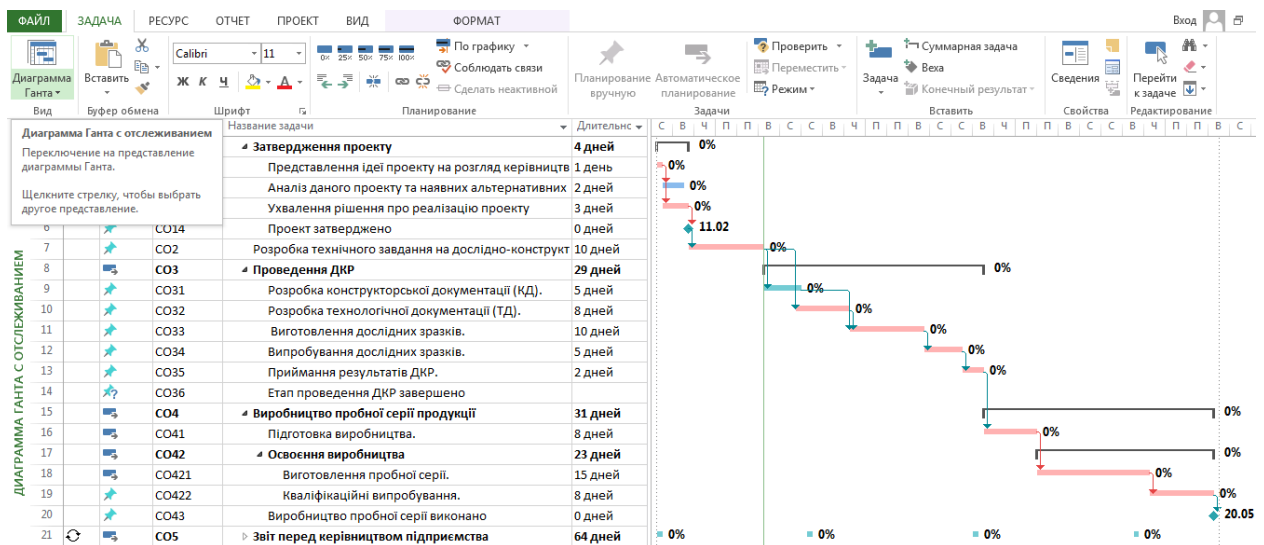 ФАЙЛ ЗАДАЧА РЕСУРС ОТЧЕТ ПРОЕКТ ВИД ФОРМАТ Вход
Calibri 11 0% 25% 50% 75% 100% По графику Проверить Суммарная задача
Соблюдать связи Переместить Веха
Ж К Ч А Сделать неактивной Режим Конечный результат
Диаграмма Ганта Вставить Планирование вручную Автоматическое планирование Задача Сведения Перейти к задаче
Вид Буфер обмена Шрифт Планирование Задачи Вставить Свойства Редактирование
Диаграмма Ганта с отслеживанием
Переключение на представление
диаграммы Ганта.
Щелкните стрелку, чтобы выбрать
другое представление.
Название задачи Длительнс С В Ч П П В С С В Ч П П В С С В Ч П П В С С В Ч П П В С
Затвердження проекту 4 дней 0%
Представлення ідеї проекту на розгляд керівництв 1 день 0%
Аналіз даного проекту та наявних альтернативних 2 дней 0%
Ухвалення рішення про реалізацію проекту 3 дней 0%
6 СО14 Проект затверджено 0 дней 11.02
7 СО2 Розробка технічного завдання на дослідно-конструкт 10 дней 0%
8 СО3 Проведення ДКР 29 дней 0%
9 СО31 Розробка конструкторської документації (КД). 5 дней 0%
10 СО32 Розробка технологічної документації (ТД). 8 дней 0%
11 СО33 Виготовлення дослідних зразків. 10 дней 0%
12 СО34 Випробування дослідних зразків. 5 дней 0%
13 СО35 Приймання результатів ДКР. 2 дней 0%
14 СО36 Етап проведення ДКР завершено
15 СО4 Виробництво пробної серії продукції 31 дней 0%
16 СО41 Підготовка виробництва. 8 дней 0%
17 СО42 Освоєння виробництва 23 дней 0%
18 СО421 Виготовлення пробної серії. 15 дней 0%
19 СО422 Кваліфікаційні випробування. 8 дней 0%
20 СО43 Виробництво пробної серії виконано 0 дней 20.05
21 СО5 Звіт перед керівництвом підприємства 64 дней 0% 0% 0% 0%
ДИАГРАММА ГАНТА С ОТСЛЕЖИВАНИЕМ